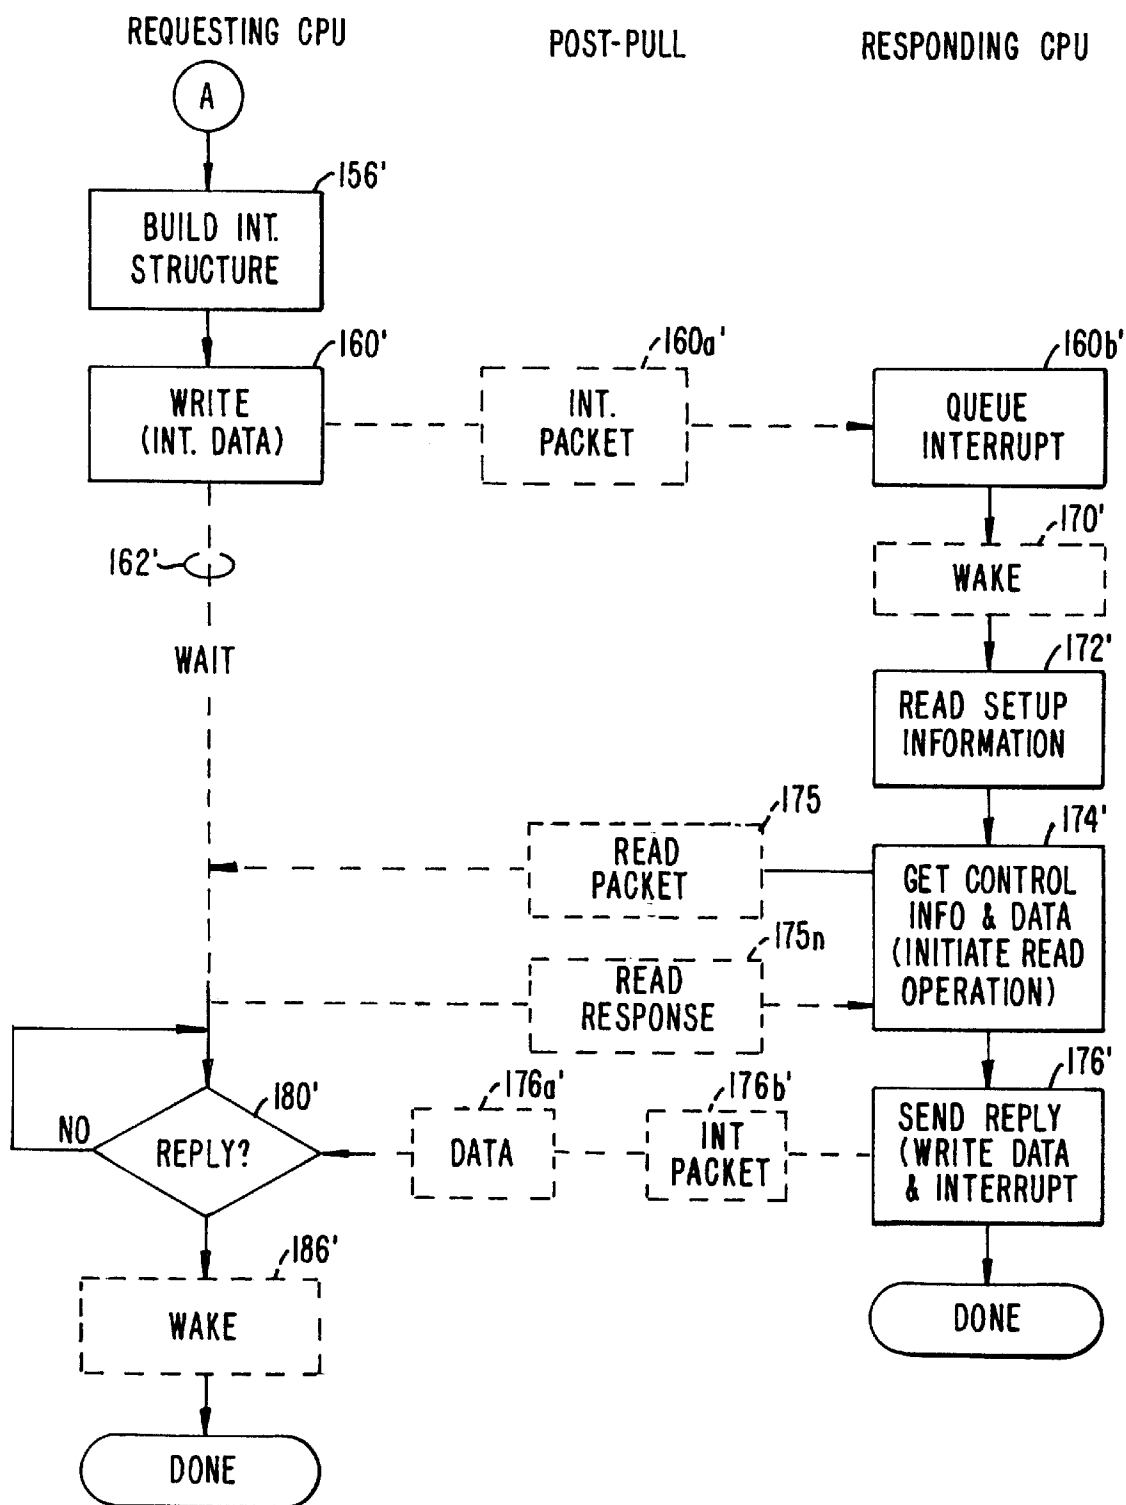 REQUESTING CPU
POST-PULL
RESPONDING CPU
A
156'
BUILD INT.
STRUCTURE
160'
WRITE
(INT. DATA)
160a'
INT.
PACKET
160b'
QUEUE
INTERRUPT
162'
WAIT
170'
WAKE
172'
READ SETUP
INFORMATION
175
READ
PACKET
174'
GET CONTROL
INFO & DATA
(INITIATE READ
OPERATION)
175n
READ
RESPONSE
NO
180'
REPLY?
176a'
DATA
176b'
INT
PACKET
176'
SEND REPLY
(WRITE DATA
& INTERRUPT
186'
WAKE
DONE
DONE